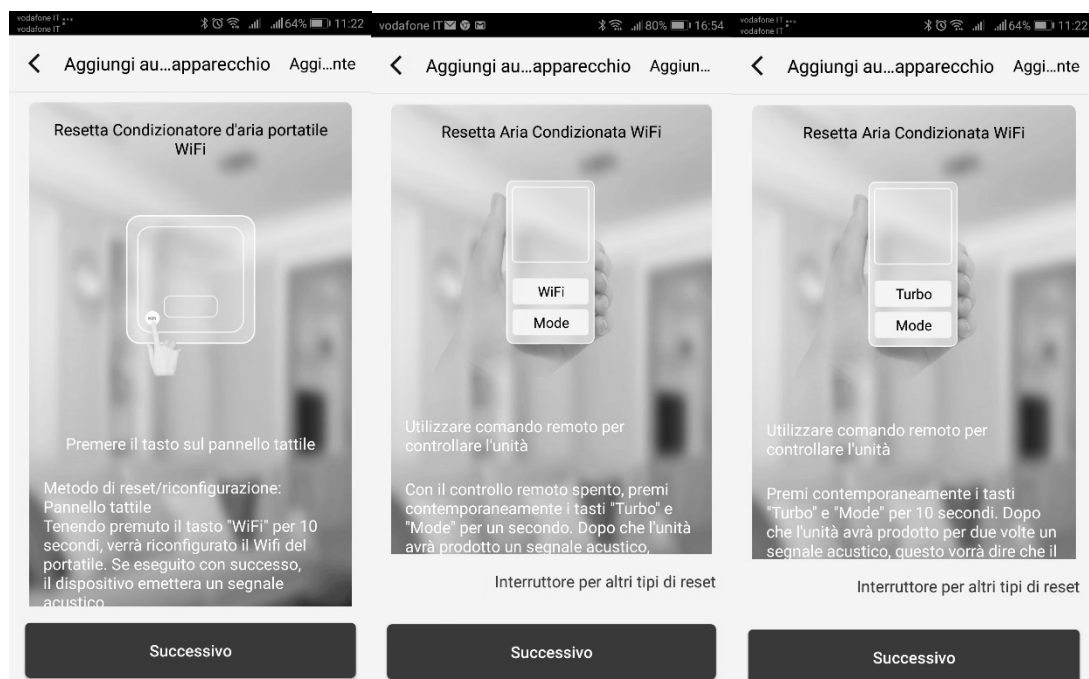 vodafone IT
vodafone IT
64% 11:22
Aggiungi au...apparecchio Aggi...nte
Resetta Condizionatore d'aria portatile
WiFi
WiFi
Premere il tasto sul pannello tattile
Metodo di reset/riconfigurazione:
Pannello tattile
Tenendo premuto il tasto "WiFi" per 10
secondi, verrà riconfigurato il Wifi del
portatile. Se eseguito con successo,
il dispositivo emettera un segnale
acustico
Successivo
vodafone IT 80% 16:54
Aggiungi au...apparecchio Aggiun...
Resetta Aria Condizionata WiFi
WiFi
Mode
Utilizzare comando remoto per
controllare l'unità
Con il controllo remoto spento, premi
contemporaneamente i tasti "Turbo" e
"Mode" per un secondo. Dopo che l'unità
avrà prodotto un segnale acustico,
Interruttore per altri tipi di reset
Successivo
vodafone IT
vodafone IT
64% 11:22
Aggiungi au...apparecchio Aggi...nte
Resetta Aria Condizionata WiFi
Turbo
Mode
Utilizzare comando remoto per
controllare l'unità
Premi contemporaneamente i tasti
"Turbo" e "Mode" per 10 secondi. Dopo
che l'unità avrà prodotto per due volte un
segnale acustico, questo vorrà dire che il
Interruttore per altri tipi di reset
Successivo